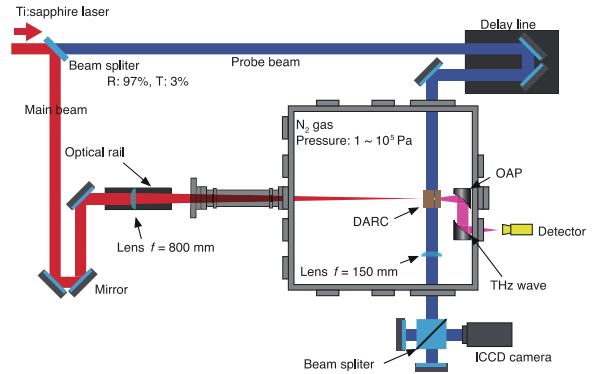 Ti:sapphire laser
Delay line
Beam spliter
R: 97%, T: 3%
Probe beam
Main beam
N2 gas
Pressure: 1 ~ 10⁵ Pa
Optical rail
OAP
DARC
Detector
Lens f = 800 mm
Lens f = 150 mm
THz wave
Mirror
Beam spliter
ICCD camera